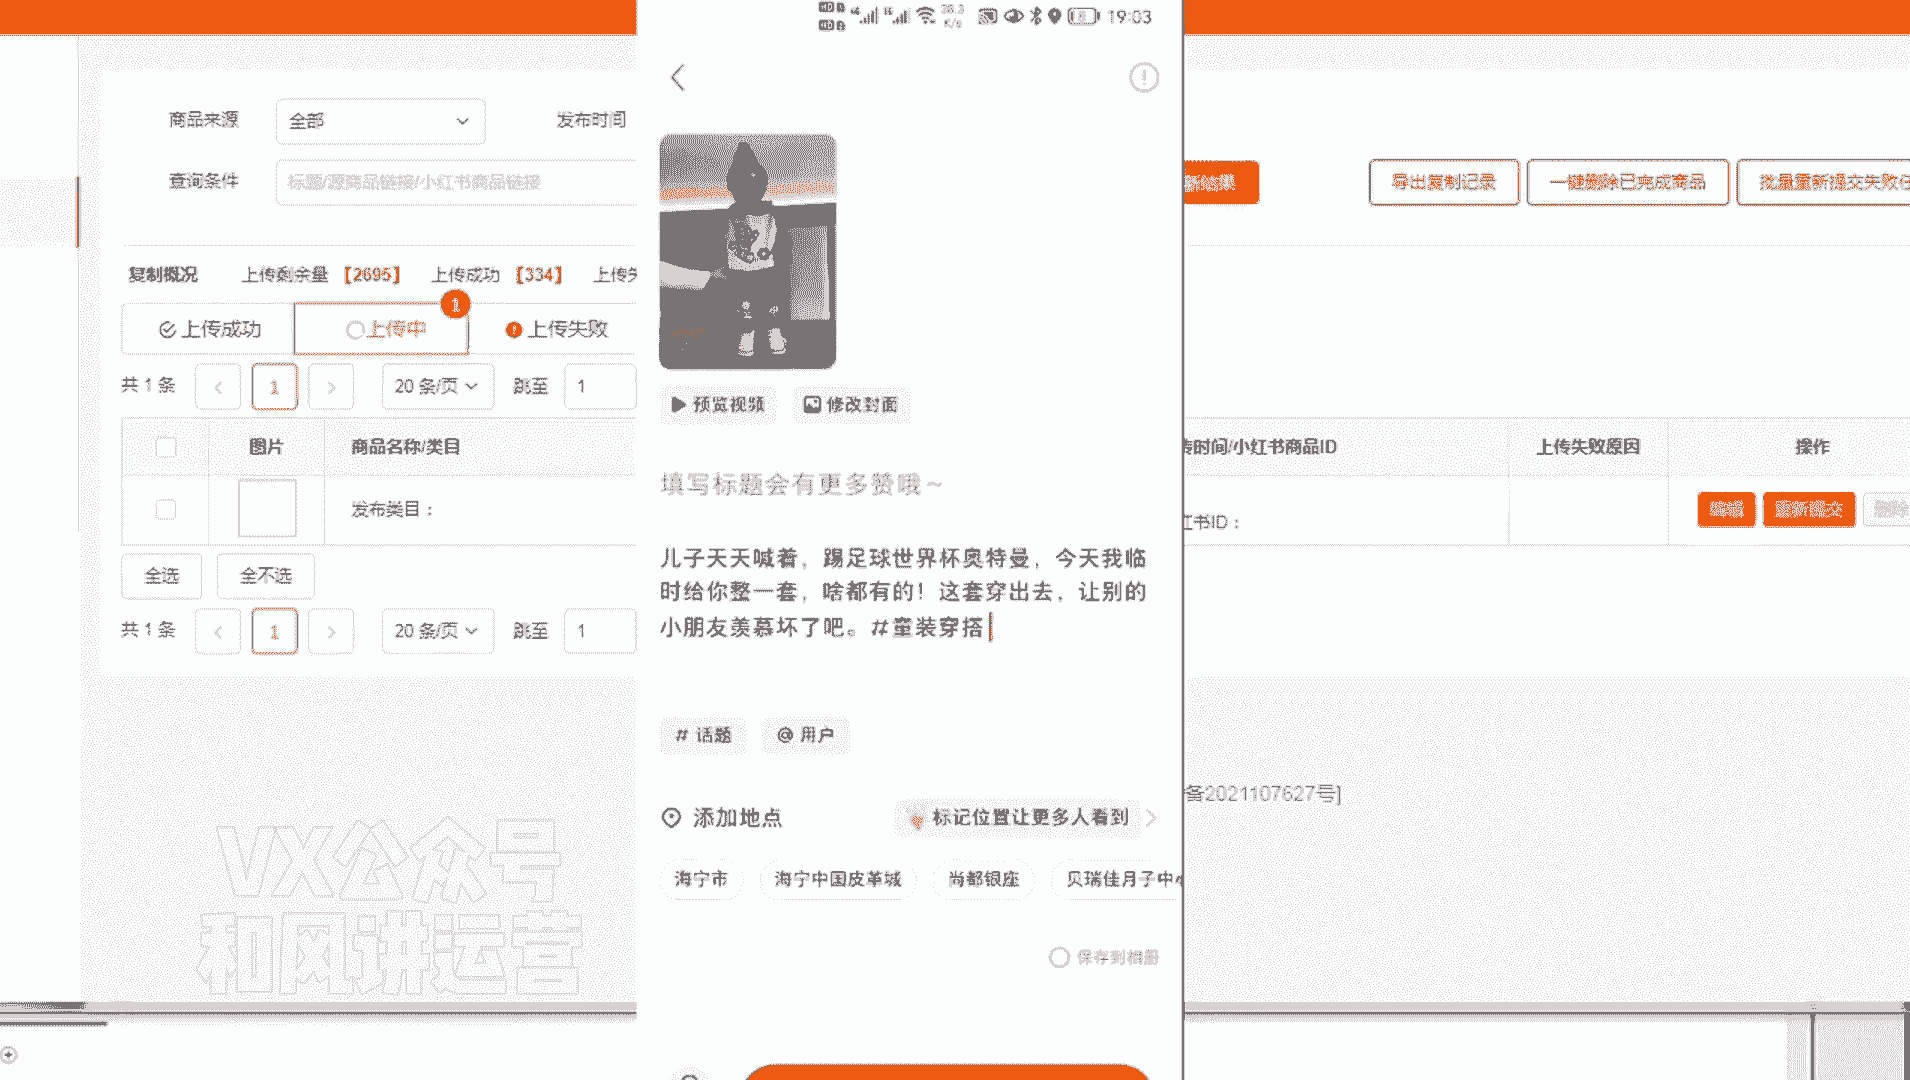 19:03
商品来源
全部
发布时间
查询条件
标题/源商品链接/小红书商品链接
新结果
导出复制记录
一键删除已完成商品
批量重新提交失败任
复制概况
上传剩余量【2695】
上传成功【334】
上传失
上传成功
上传中
1
上传失败
共 1 条
1
20 条/页
跳至
1
图片
商品名称/类目
传时间/小红书商品ID
上传失败原因
操作
发布类目：
红书ID：
编辑
重新提交
删除
全选
全不选
共 1 条
1
20 条/页
跳至
1
预览视频
修改封面
填写标题会有更多赞哦~
儿子天天喊着，踢足球世界杯奥特曼，今天我临
时给你整一套，啥都有的！这套穿出去，让别的
小朋友羡慕坏了吧。#童装穿搭
# 话题
@ 用户
备2021107627号]
添加地点
标记位置让更多人看到
海宁市
海宁中国皮革城
尚都银座
贝瑞佳月子中心
保存到相册
VX公众号
和风讲运营